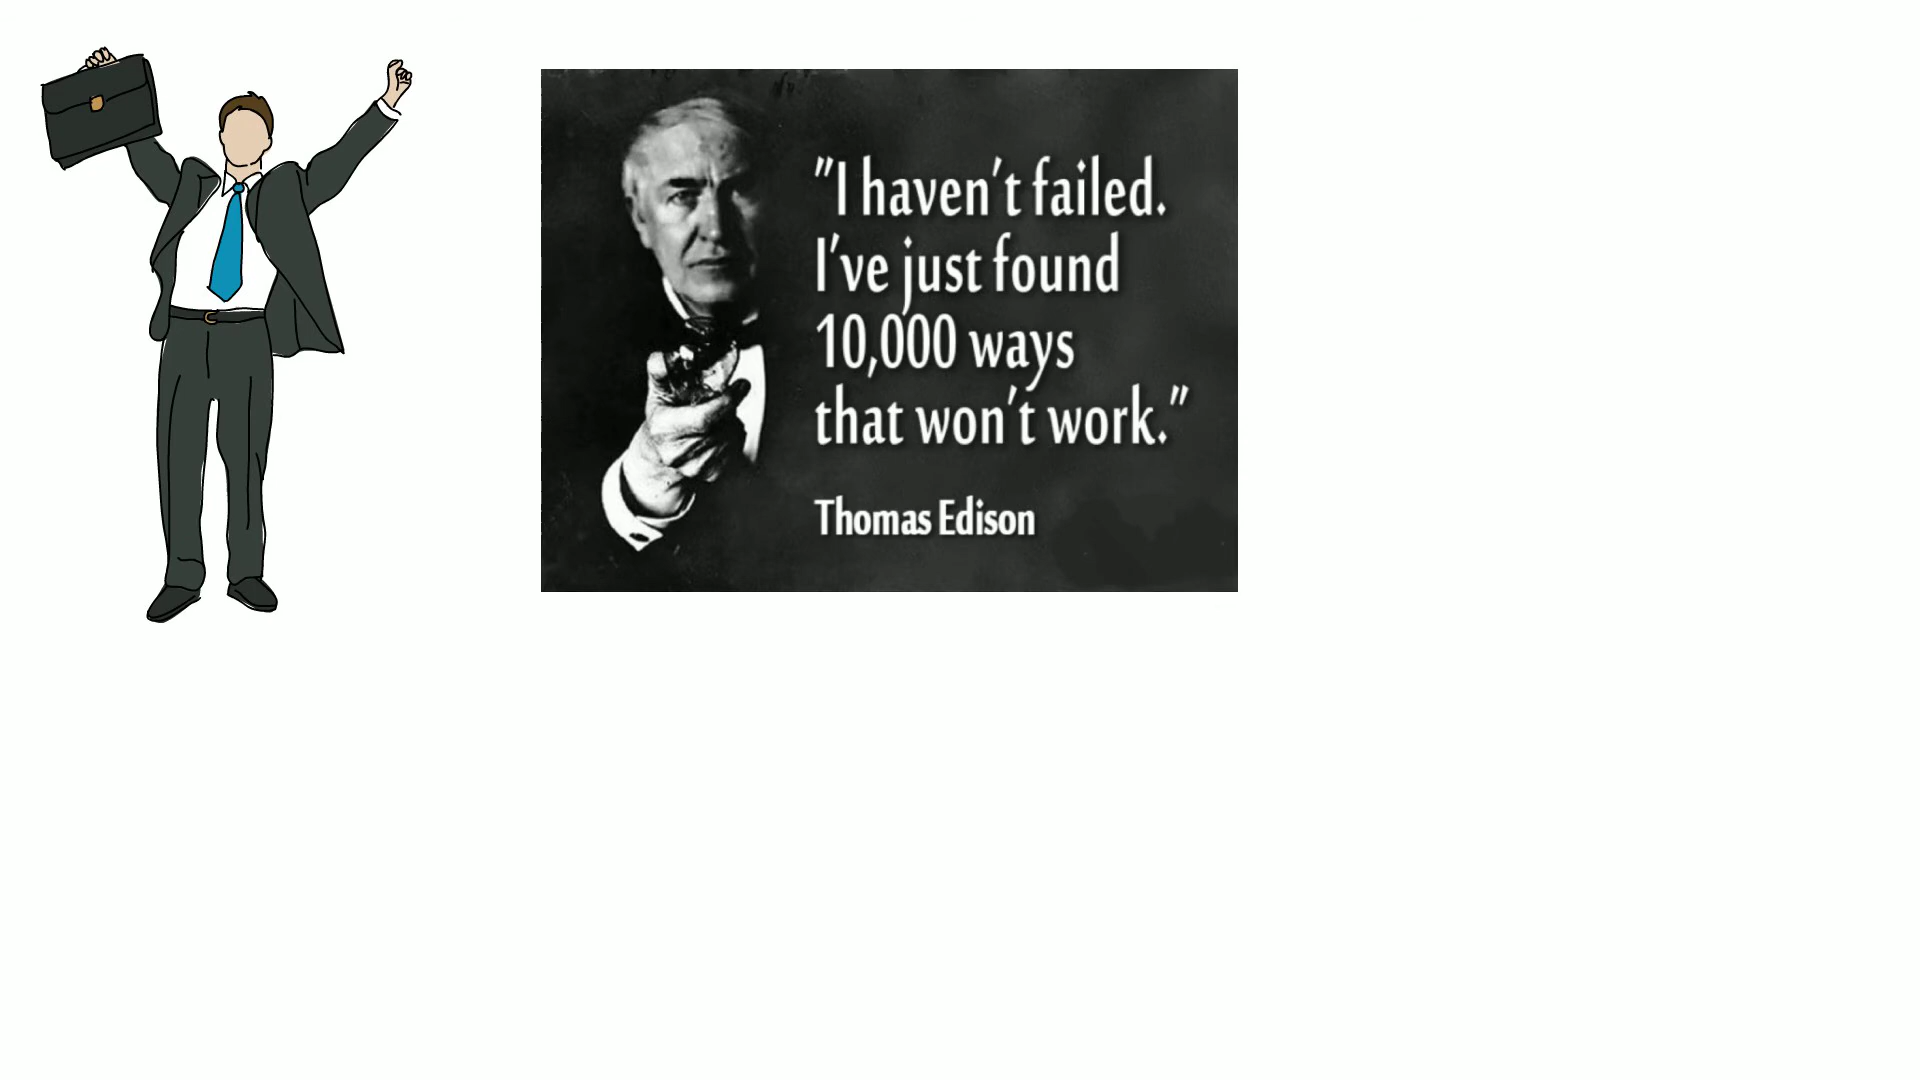 "I haven't failed.
I've just found
10,000 ways
that won't work."
Thomas Edison